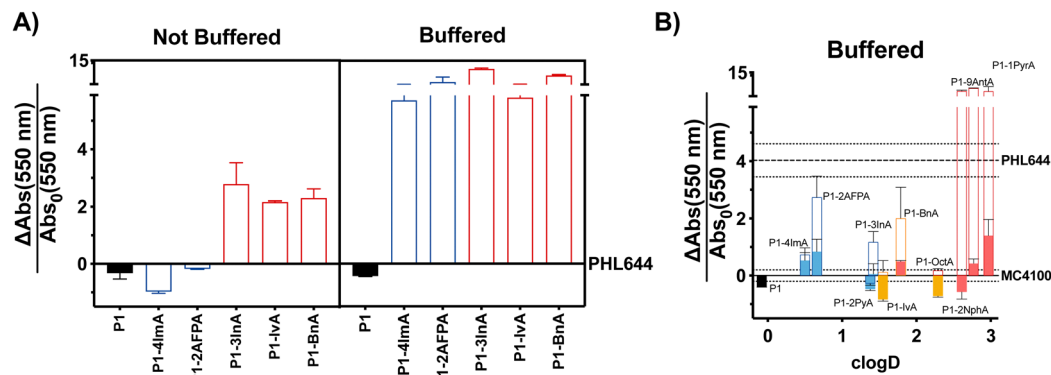 A)
Not Buffered
Buffered
ΔAbs(550 nm)
Abs0(550 nm)
15
4
2
0
PHL644
P1
P1-4ImA
1-2AFPA
P1-3InA
P1-IvA
P1-BnA
P1
P1-4ImA
P1-2AFPA
P1-3InA
P1-IvA
P1-BnA
B)
Buffered
ΔAbs(550 nm)
Abs0(550 nm)
15
4
2
0
P1-1PyrA
P1-9AntA
PHL644
P1-2AFPA
P1-BnA
P1-3InA
P1-4ImA
P1-OctA
MC4100
P1
P1-2PyA
P1-IvA
P1-2NphA
0
1
2
3
clogD